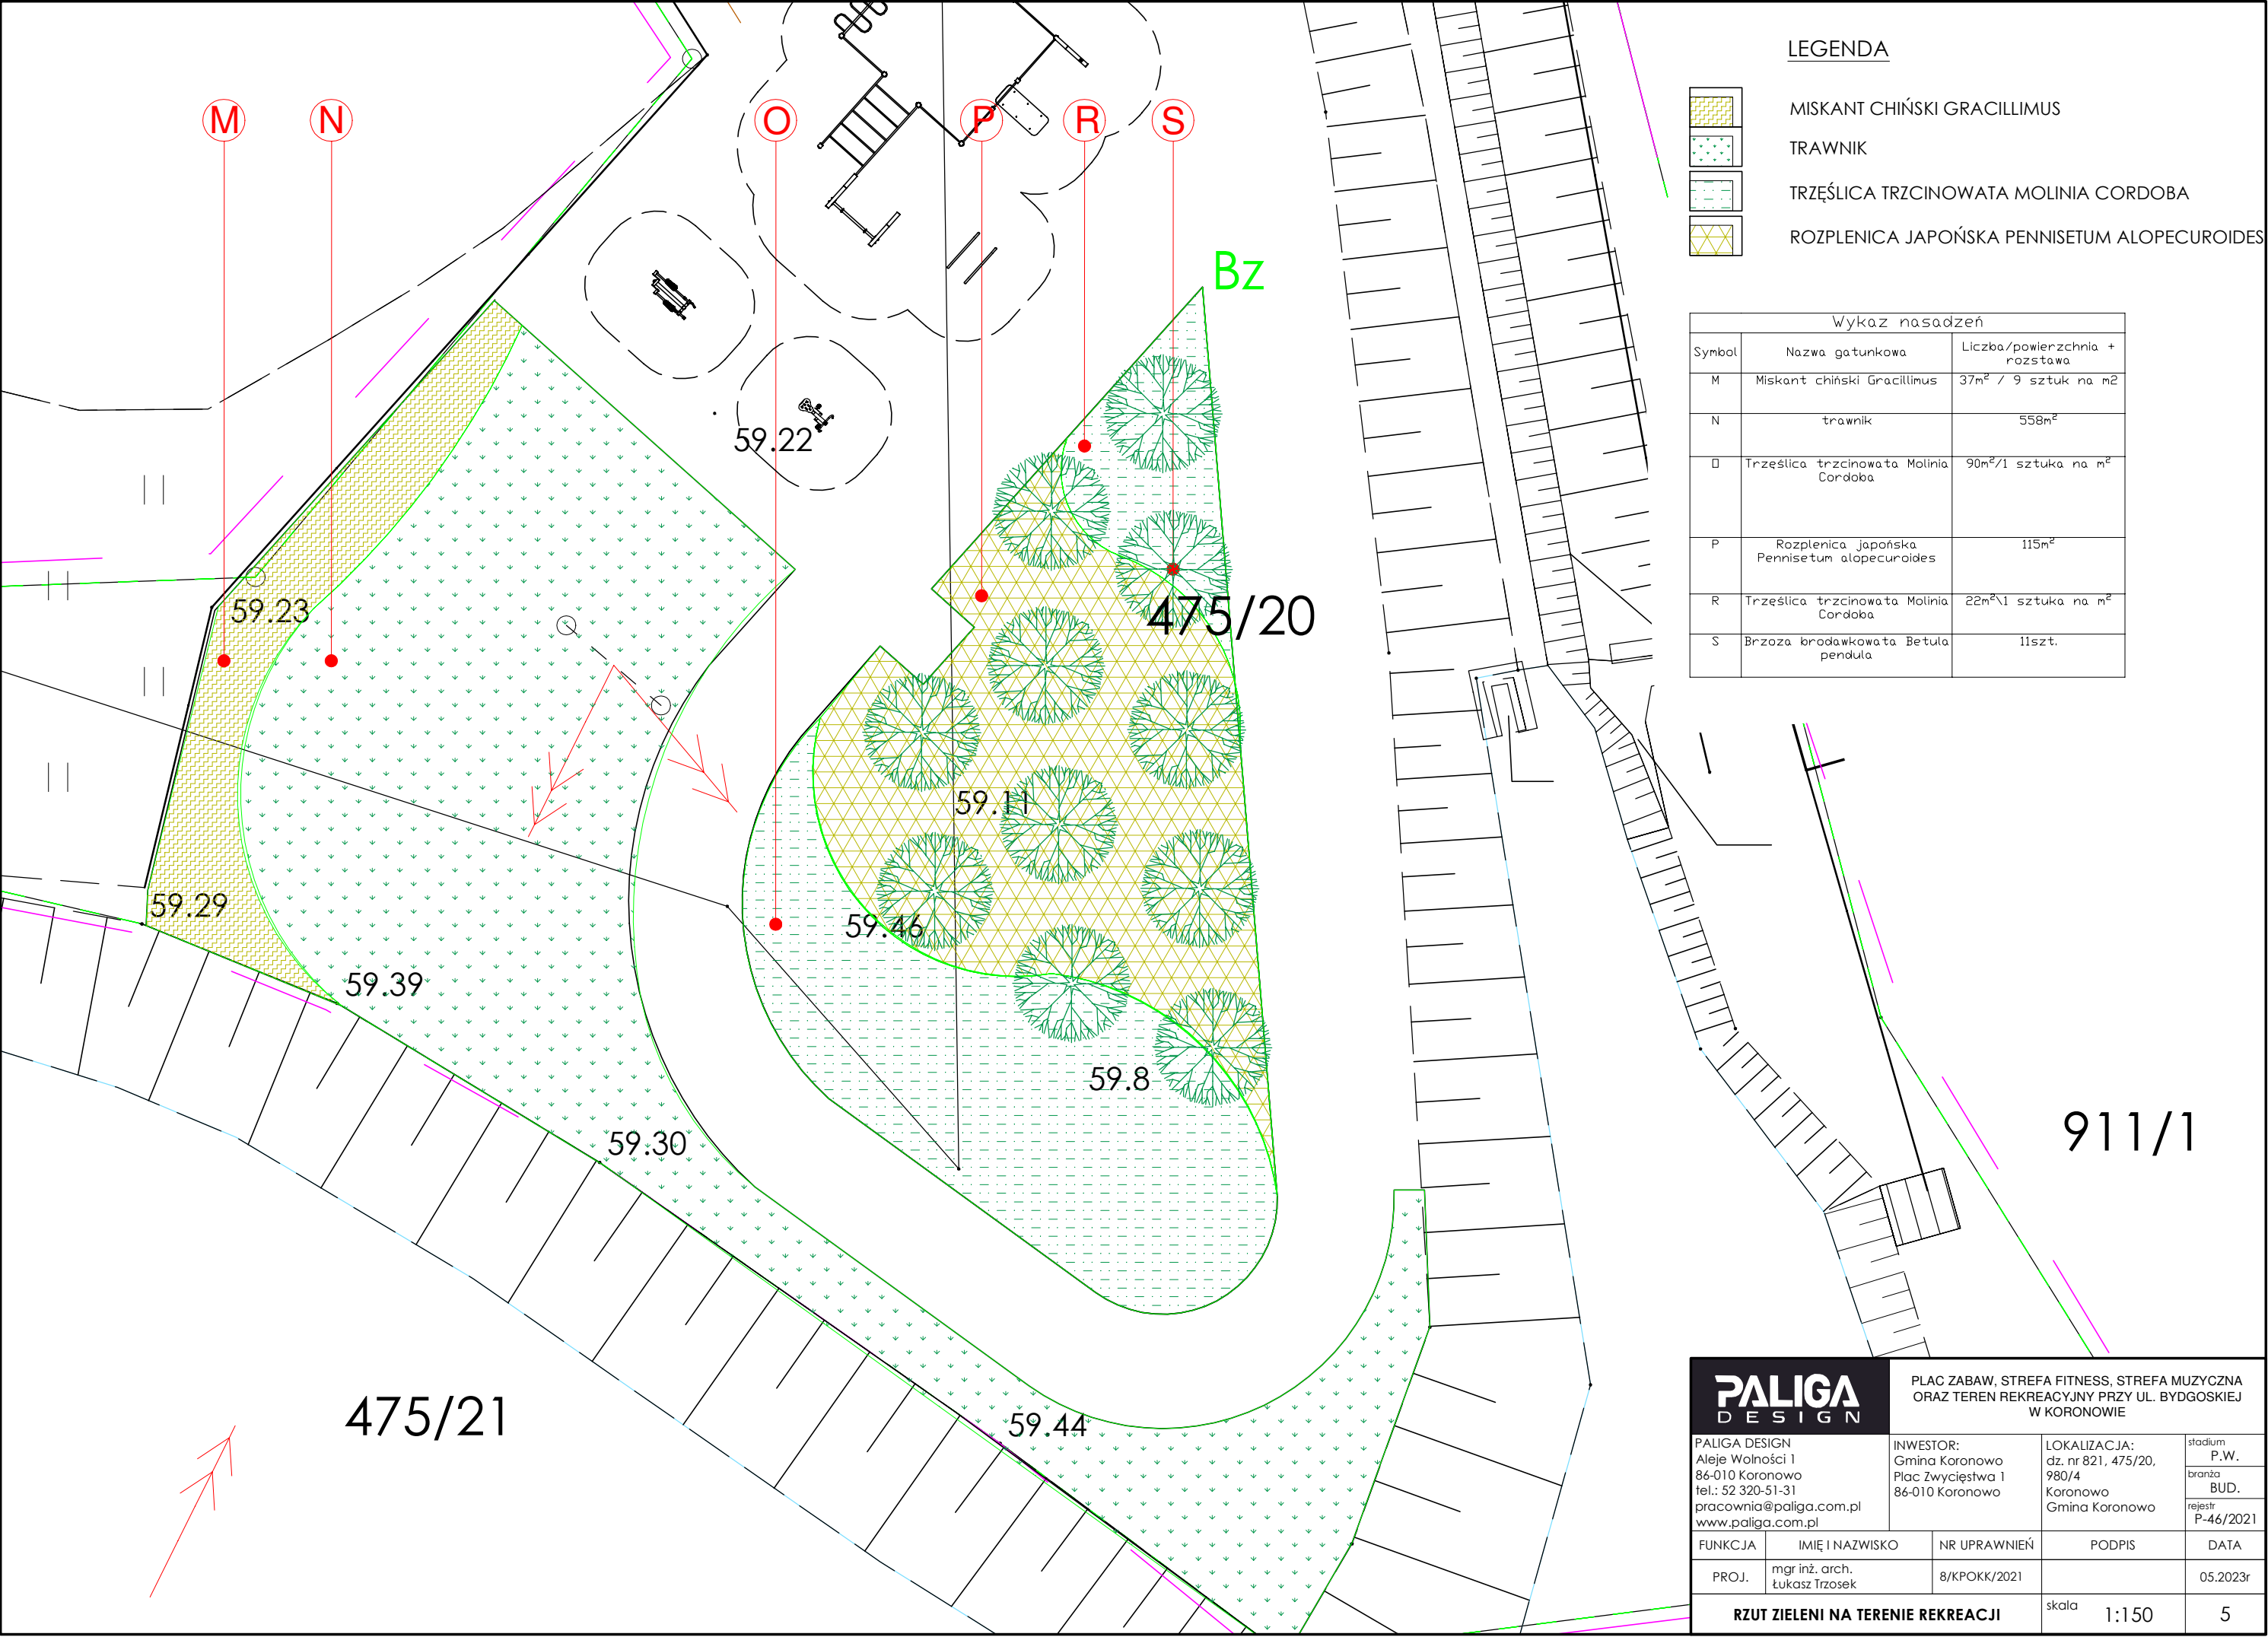 M
N
O
P
R
S
Bz
59.22
59.23
475/20
59.11
59.29
59.46
59.39
59.8
59.30
911/1
59.44
475/21
LEGENDA
MISKANT CHIŃSKI GRACILLIMUS
TRAWNIK
TRZĘŚLICA TRZCINOWATA MOLINIA CORDOBA
ROZPLENICA JAPOŃSKA PENNISETUM ALOPECUROIDES
Wykaz nasadzeń
Symbol
Nazwa gatunkowa
Liczba/powierzchnia +
rozstawa
M
Miskant chiński Gracillimus
37m² / 9 sztuk na m2
N
trawnik
558m²
O
Trzęślica trzcinowata Molinia
Cordoba
90m²/1 sztuka na m²
P
Rozplenica japońska
Pennisetum alopecuroides
115m²
R
Trzęślica trzcinowata Molinia
Cordoba
22m²\1 sztuka na m²
S
Brzoza brodawkowata Betula
pendula
11szt.
PALIGA
DESIGN
PLAC ZABAW, STREFA FITNESS, STREFA MUZYCZNA
ORAZ TEREN REKREACYJNY PRZY UL. BYDGOSKIEJ
W KORONOWIE
PALIGA DESIGN
Aleje Wolności 1
86-010 Koronowo
tel.: 52 320-51-31
pracownia@paliga.com.pl
www.paliga.com.pl
INWESTOR:
Gmina Koronowo
Plac Zwycięstwa 1
86-010 Koronowo
LOKALIZACJA:
dz. nr 821, 475/20,
980/4
Koronowo
Gmina Koronowo
stadium
P.W.
branża
BUD.
rejestr
P-46/2021
FUNKCJA
IMIĘ I NAZWISKO
NR UPRAWNIEŃ
PODPIS
DATA
PROJ.
mgr inż. arch.
Łukasz Trzosek
8/KPOKK/2021
05.2023r
RZUT ZIELENI NA TERENIE REKREACJI
skala
1:150
5